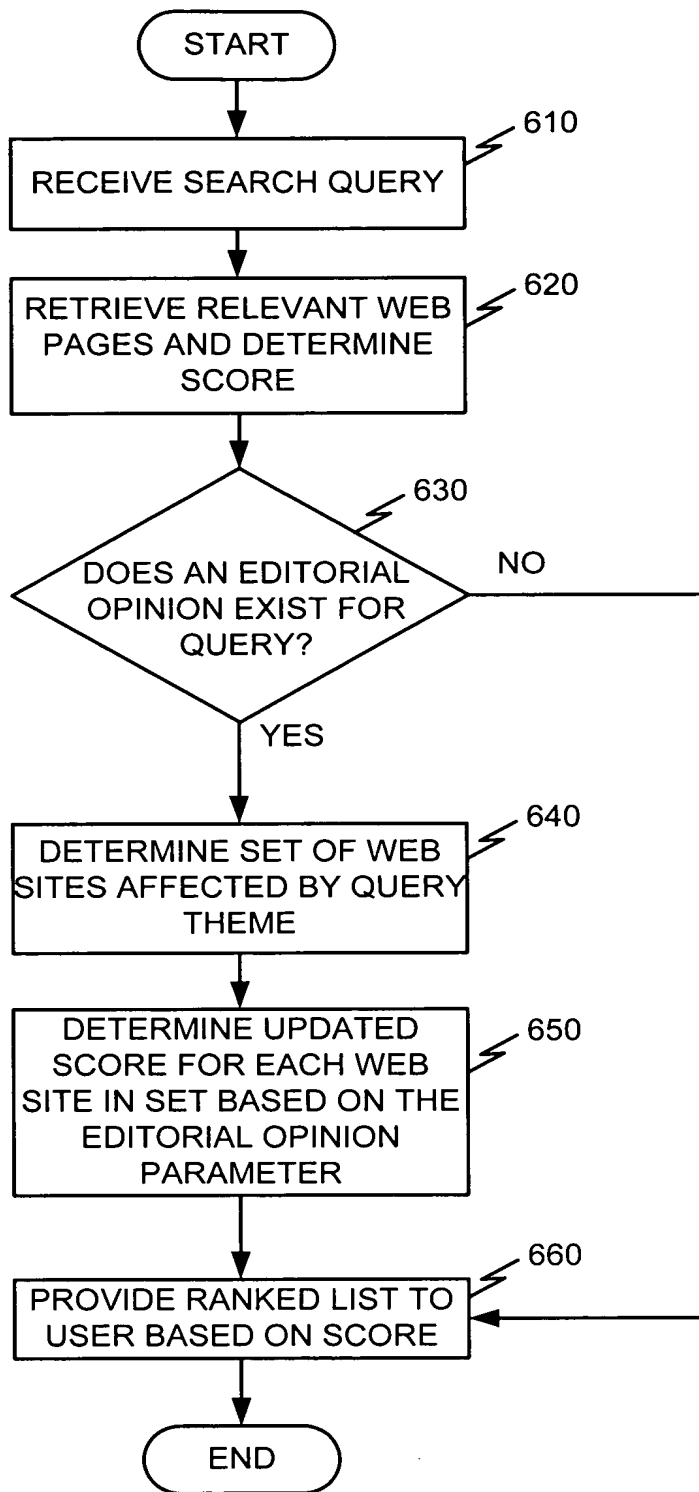 START
610
RECEIVE SEARCH QUERY
620
RETRIEVE RELEVANT WEB
PAGES AND DETERMINE
SCORE
630
DOES AN EDITORIAL
OPINION EXIST FOR
QUERY?
NO
YES
640
DETERMINE SET OF WEB
SITES AFFECTED BY QUERY
THEME
650
DETERMINE UPDATED
SCORE FOR EACH WEB
SITE IN SET BASED ON THE
EDITORIAL OPINION
PARAMETER
660
PROVIDE RANKED LIST TO
USER BASED ON SCORE
END